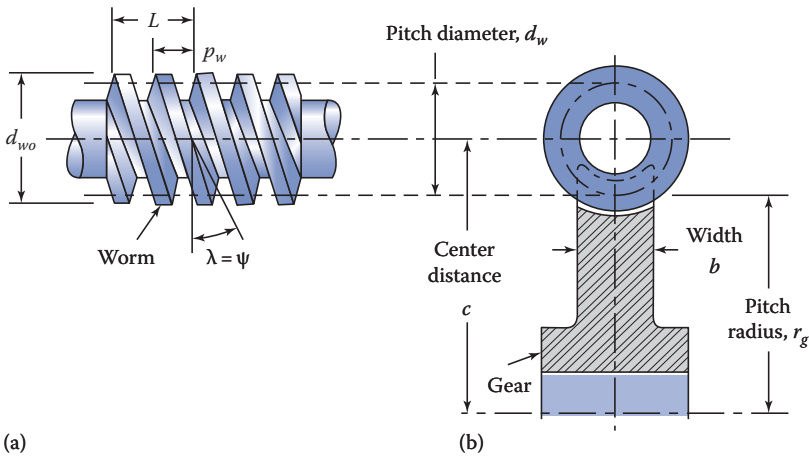 L
p_w
Pitch diameter, d_w
d_wo
Worm
λ = ψ
Center
distance
c
Width
b
Pitch
radius, r_g
Gear
(a)
(b)